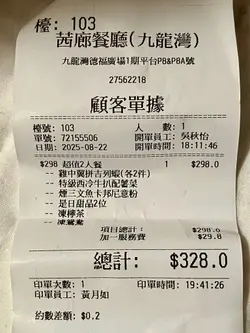 檯: 103
茜廊餐廳(九龍灣)
九龍灣德福廣場1期平台P8&P8A號
27562218
顧客單據
檯號: 103 人 數: 1
單號: 72155506 開單員工: 吳秋怡
日期: 2025-08-22 開單時間: 18:11:46
$298 超值2人餐 1 $298.0
-- 雞中翼拼吉列蝦(各2件)
-- 特級西冷牛扒配薯菜
-- 煙三文魚卡邦尼意粉
-- 是日甜品2位
-- 凍檸茶
-- 凍鴛鴦
項目總計: $298.0
加一服務費 $29.8
總計: $328.0
印單次數: 1 印單時間: 19:41:26
印單員工: 黃月如
約數差額: $0.2